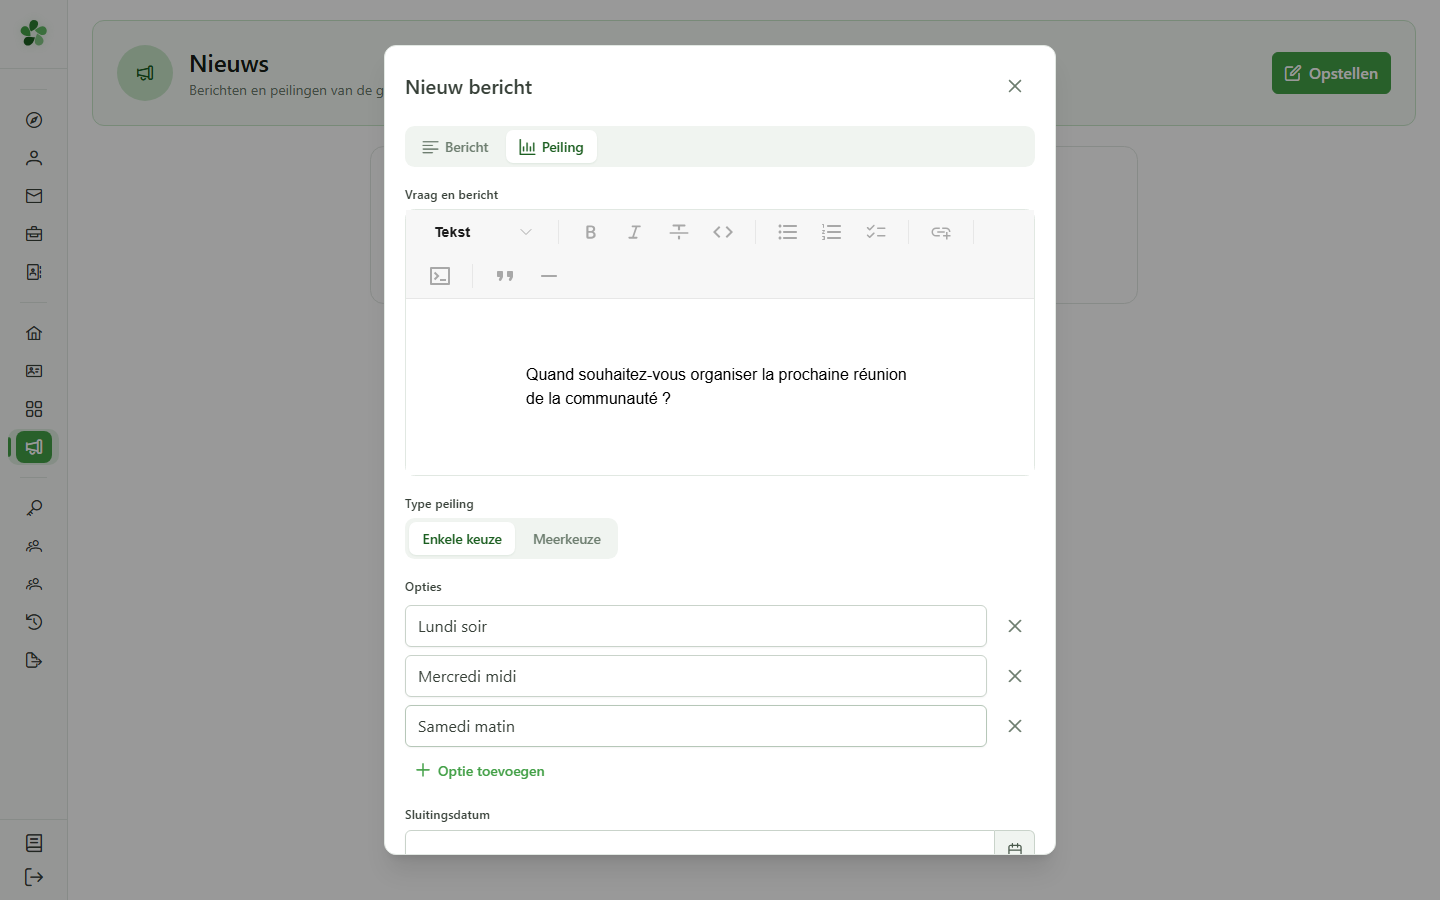 Nieuws
Berichten en peilingen van de g
Opstellen
Nieuw bericht
Bericht
Peiling
Vraag en bericht
Tekst
Quand souhaitez-vous organiser la prochaine réunion
de la communauté ?
Type peiling
Enkele keuze
Meerkeuze
Opties
Lundi soir
Mercredi midi
Samedi matin
Optie toevoegen
Sluitingsdatum